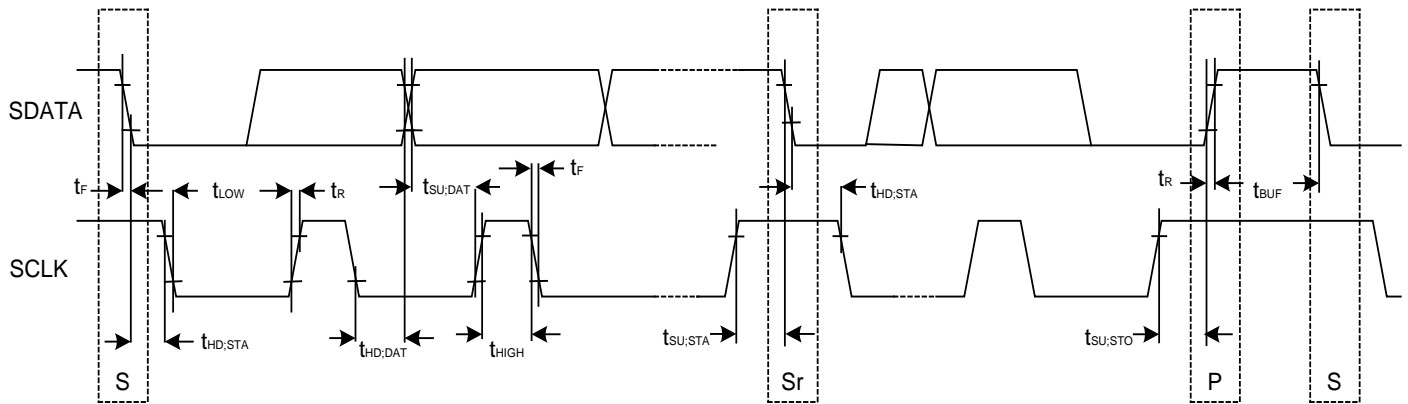 SDATA
tF
tLOW
tR
tSU;DAT
tF
tHD;STA
tR
tBUF
SCLK
tHD;STA
tHD;DAT
tHIGH
tSU;STA
tSU;STO
S
Sr
P
S